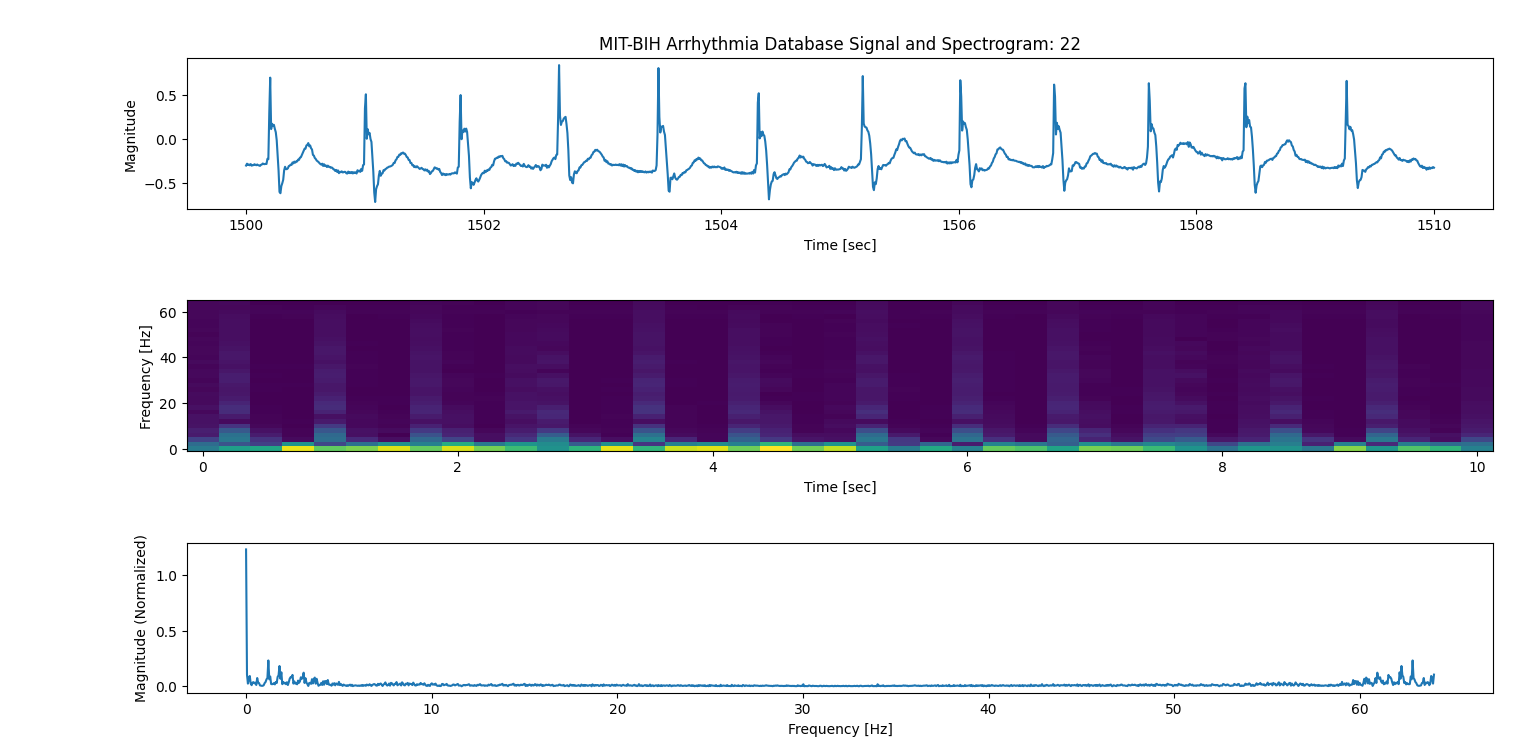 MIT-BIH Arrhythmia Database Signal and Spectrogram: 22
Magnitude
0.5
0.0
−0.5
1500 1502 1504 1506 1508 1510
Time [sec]
Frequency [Hz]
60
40
20
0
0 2 4 6 8 10
Time [sec]
Magnitude (Normalized)
1.0
0.5
0.0
0 10 20 30 40 50 60
Frequency [Hz]